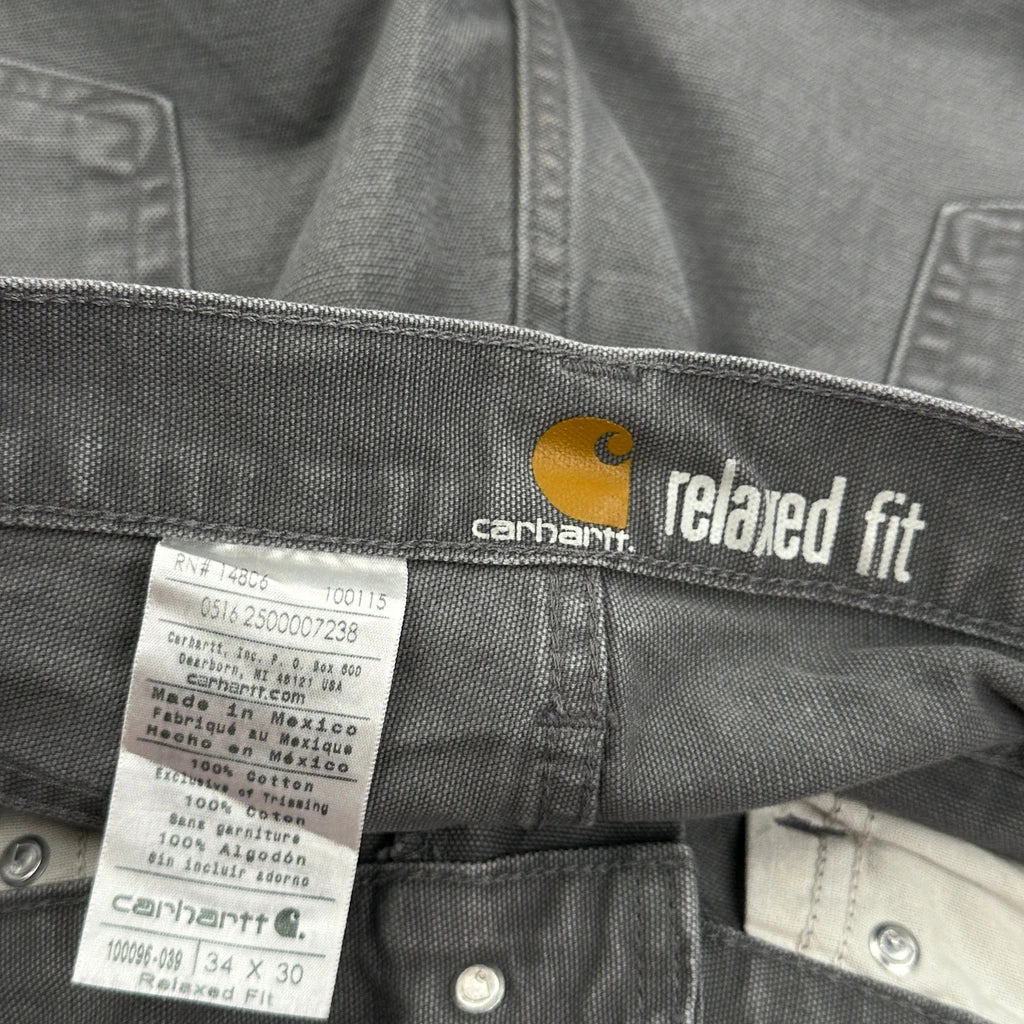 carhartt.
relaxed fit
RN# 14806
100115
0516 2500007238
Carhartt, Inc. P. O. Box 600
Dearborn, MI 48121 USA
carhartt.com
Made in Mexico
Fabriqué au Mexique
Hecho en México
100% Cotton
Exclusive of Trimming
100% Coton
Sans garniture
100% Algodón
Sin incluir adorno
carhartt
100096-039
34 X 30
Relaxed Fit